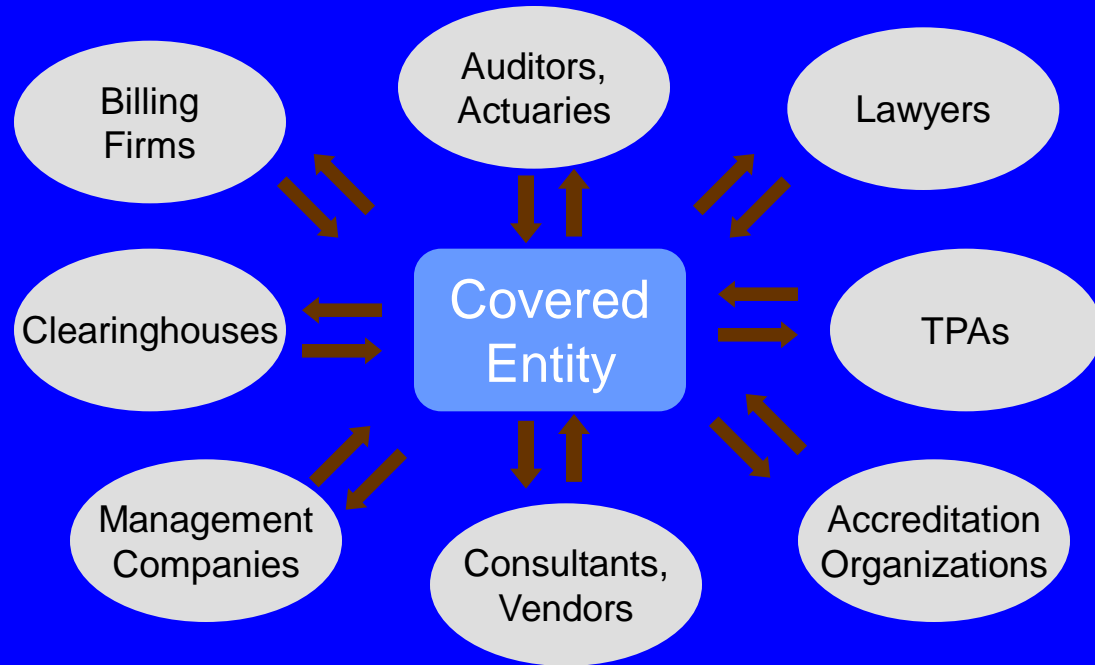 Billing
Firms
Auditors,
Actuaries
Lawyers
Clearinghouses
Covered
Entity
TPAs
Management
Companies
Consultants,
Vendors
Accreditation
Organizations